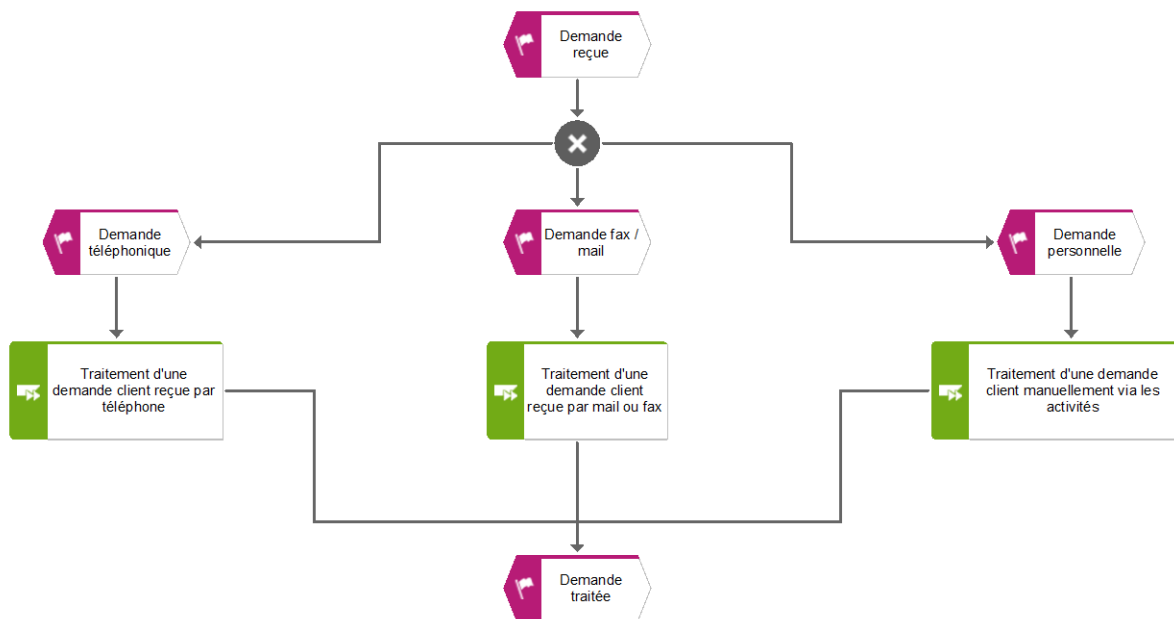 Demande
reçue
Demande
téléphonique
Demande fax /
mail
Demande
personnelle
Traitement d'une
demande client reçue par
téléphone
Traitement d'une
demande client
reçue par mail ou fax
Traitement d'une demande
client manuellement via les
activités
Demande
traitée